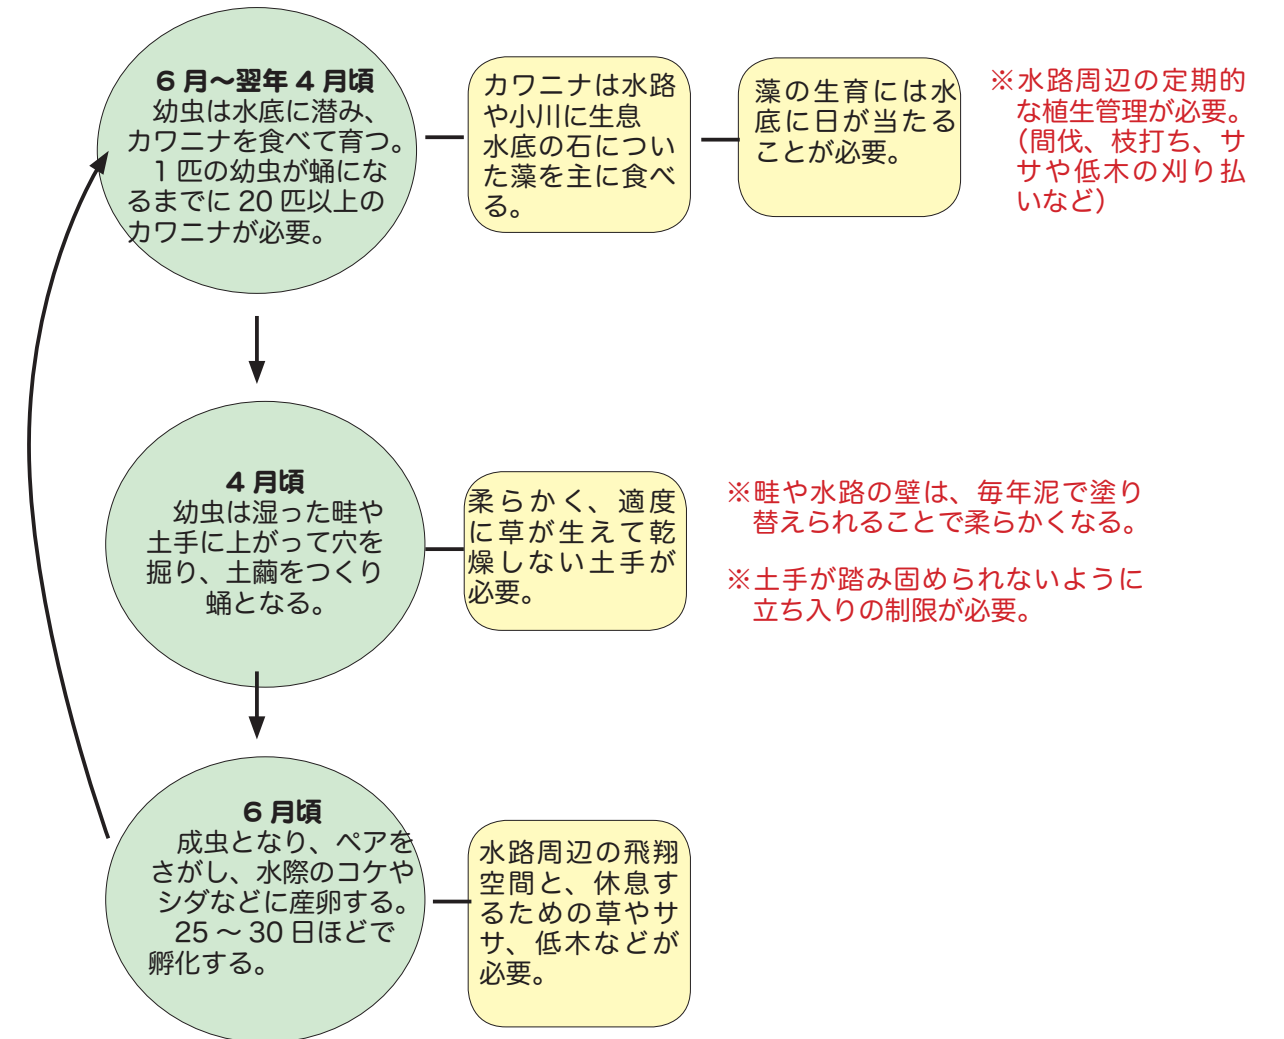 6 月～翌年 4 月頃
幼虫は水底に潜み、
カワニナを食べて育つ。
1 匹の幼虫が蛹にな
るまでに 20 匹以上の
カワニナが必要。
カワニナは水路
や小川に生息
水底の石につい
た藻を主に食べ
る。
藻の生育には水
底に日が当たる
ことが必要。
※水路周辺の定期的
な植生管理が必要。
（間伐、枝打ち、サ
サや低木の刈り払
いなど）
4 月頃
幼虫は湿った畦や
土手に上がって穴を
掘り、土繭をつくり
蛹となる。
柔らかく、適度
に草が生えて乾
燥しない土手が
必要。
※畦や水路の壁は、毎年泥で塗り
替えられることで柔らかくなる。
※土手が踏み固められないように
立ち入りの制限が必要。
6 月頃
成虫となり、ペアを
さがし、水際のコケや
シダなどに産卵する。
25 ～ 30 日ほどで
孵化する。
水路周辺の飛翔
空間と、休息す
るための草やサ
サ、低木などが
必要。